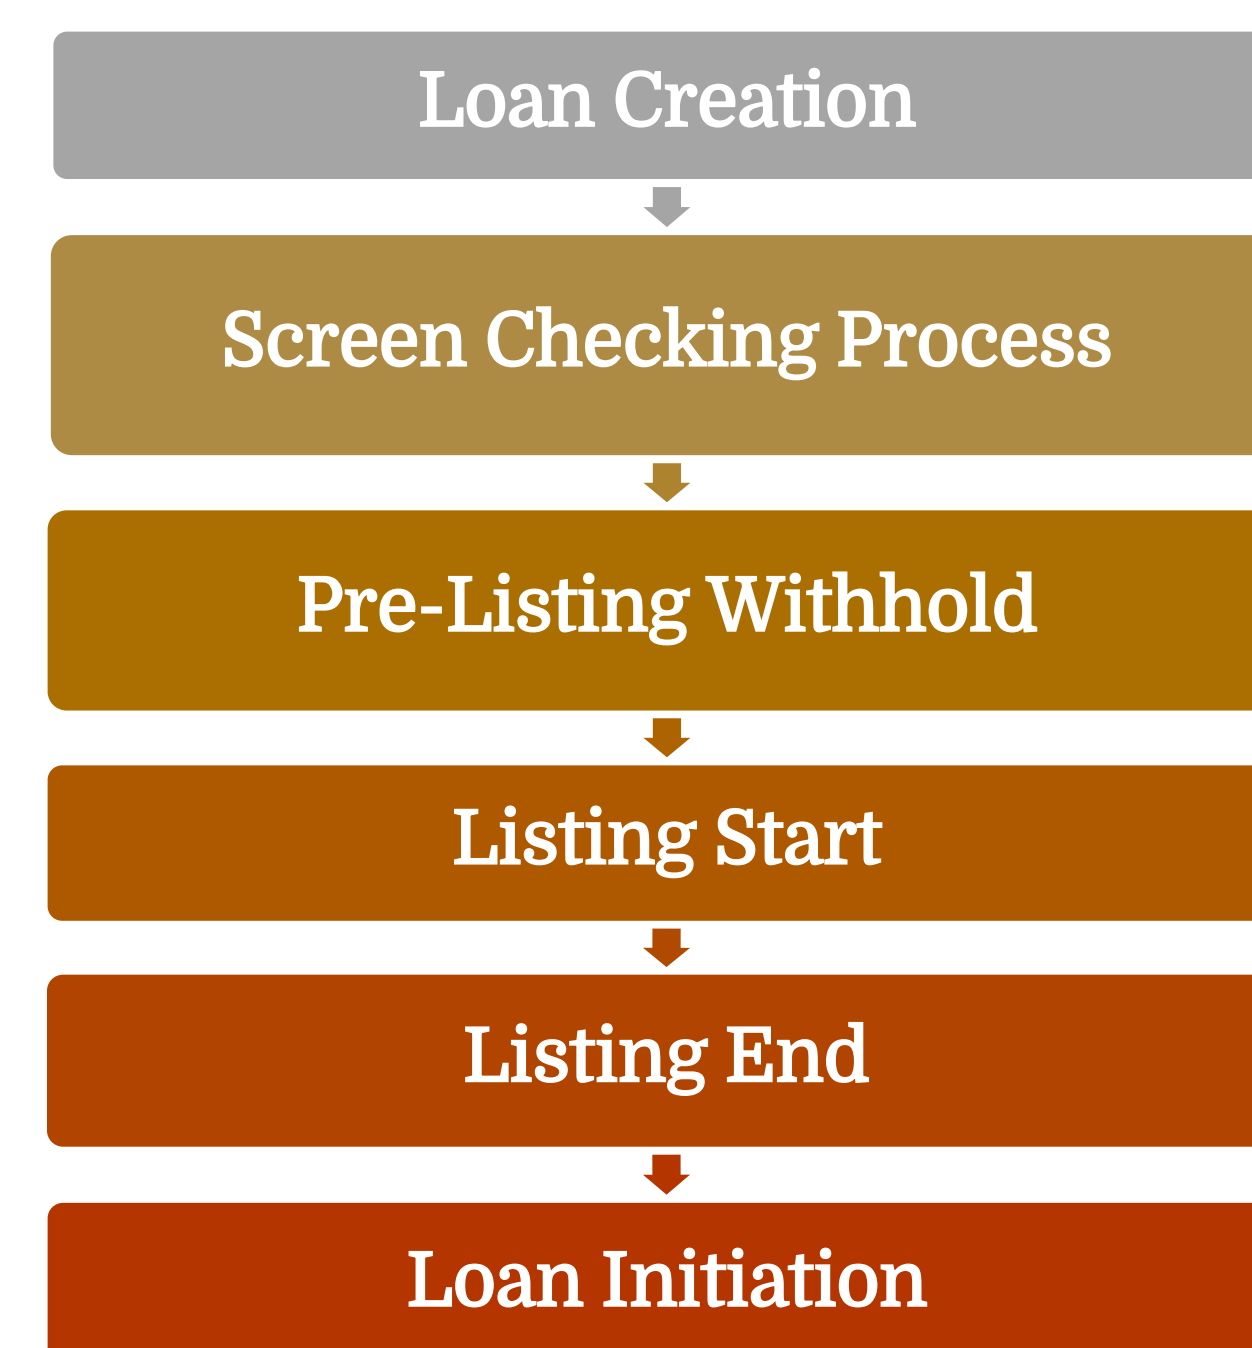 Loan Creation
Screen Checking Process
Pre-Listing Withhold
Listing Start
Listing End
Loan Initiation